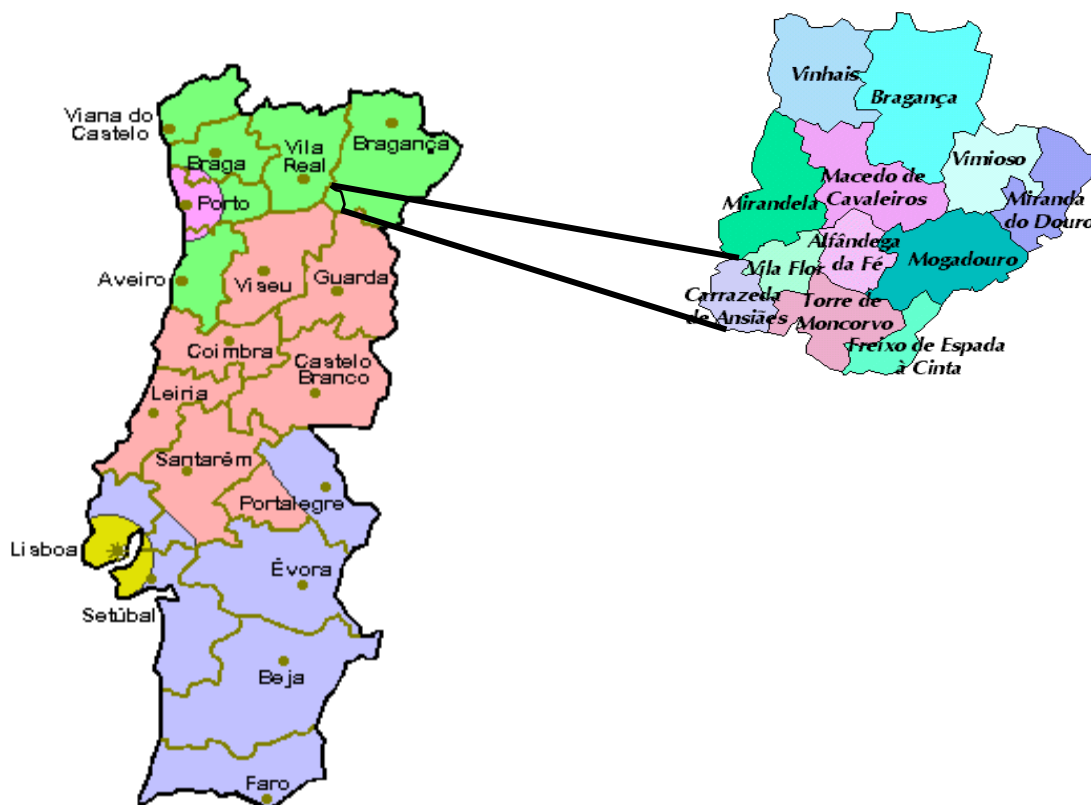 Viana do
Castelo
Braga
Vila
Real
Bragança
Porto
Aveiro
Viseu
Guarda
Coimbra
Castelo
Branco
Leiria
Santarém
Portalegre
Lisboa
Évora
Setúbal
Beja
Faro
Vinhais
Bragança
Vimioso
Macedo de
Cavaleiros
Mirandela
Miranda
do Douro
Alfândega
da Fé
Mogadouro
Vila Flor
Carrazeda
de Ansiães
Torre de
Moncorvo
Freixo de Espada
à Cinta